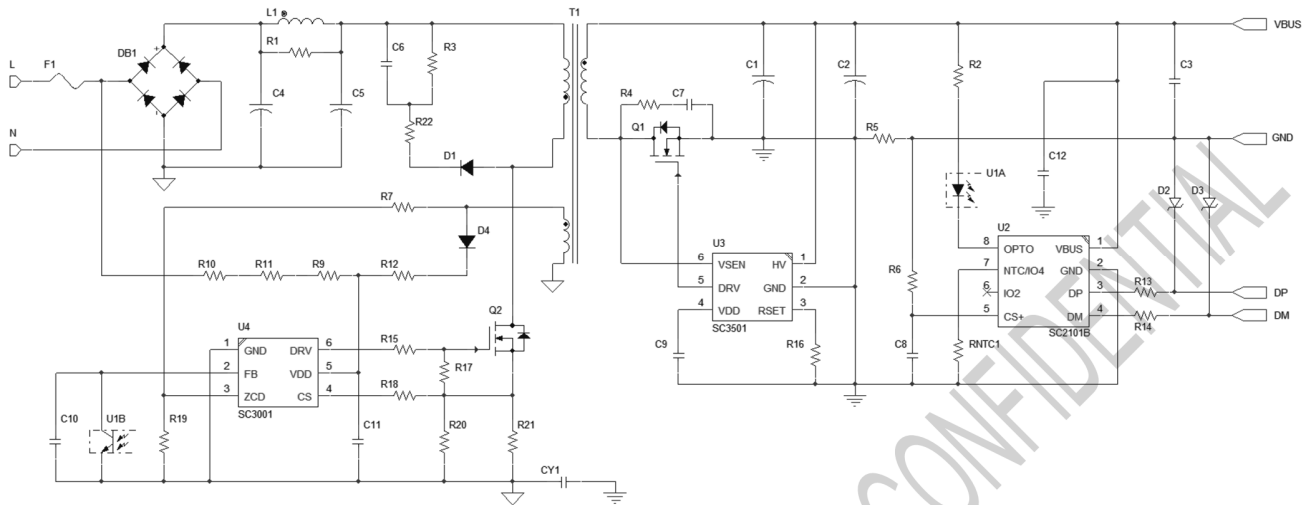 L1
T1
VBUS
R1
DB1
C6
R3
L
F1
C1
C2
R2
C3
C4
C5
R4
C7
N
R22
Q1
R5
GND
D1
C12
U1A
R7
D2
D3
D4
U2
8
OPTO
VBUS
1
U3
R10
R11
R9
R12
6
VSEN
HV
1
R6
7
NTC/IO4
GND
2
5
DRV
GND
2
6
IO2
DP
3
R13
DP
Q2
4
VDD
RSET
3
5
CS+
DM
4
R14
DM
U4
SC3501
SC2101B
1
GND
DRV
6
R15
C9
R16
C8
RNTC1
2
FB
VDD
5
R17
3
ZCD
CS
4
R18
SC3001
C10
U1B
R19
C11
R20
R21
CY1
CONFIDENTIAL